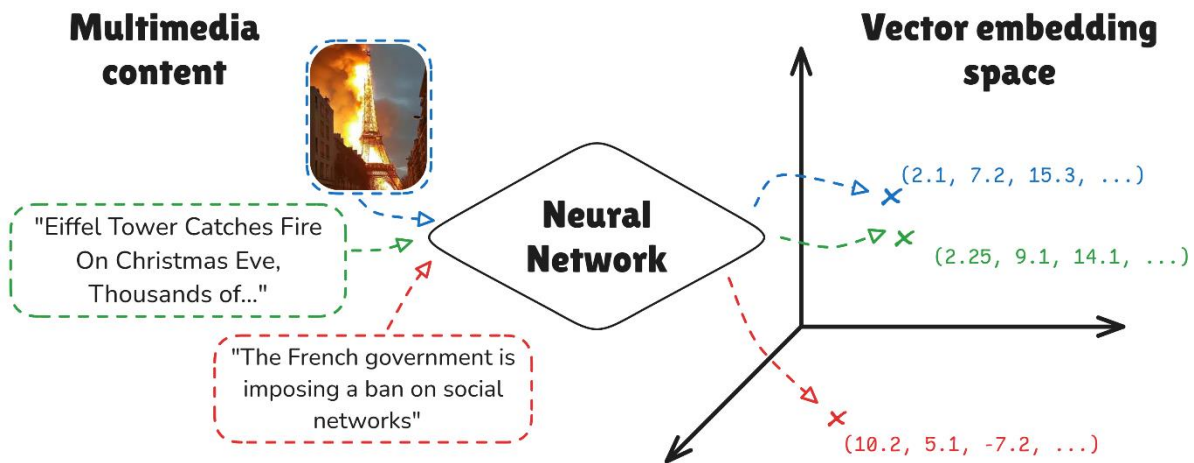 Multimedia
content
Vector embedding
space
"Eiffel Tower Catches Fire
On Christmas Eve,
Thousands of..."
"The French government is
imposing a ban on social
networks"
Neural
Network
(2.1, 7.2, 15.3, ...)
(2.25, 9.1, 14.1, ...)
(10.2, 5.1, -7.2, ...)